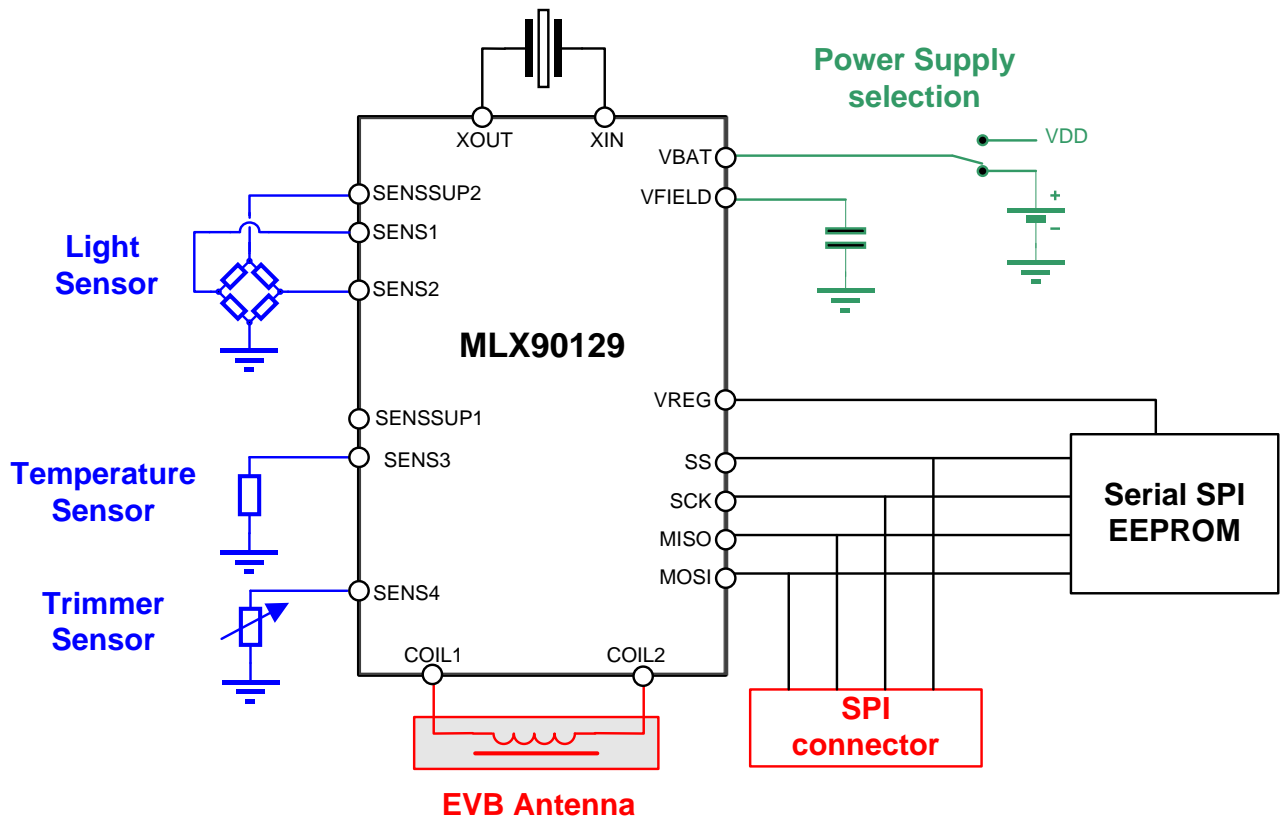 Power Supply
selection
VDD
+
−
XOUT
XIN
VBAT
VFIELD
SENSSUP2
SENS1
SENS2
Light
Sensor
MLX90129
SENSSUP1
SENS3
Temperature
Sensor
SENS4
Trimmer
Sensor
VREG
SS
SCK
MISO
MOSI
Serial SPI
EEPROM
COIL1
COIL2
SPI
connector
EVB Antenna